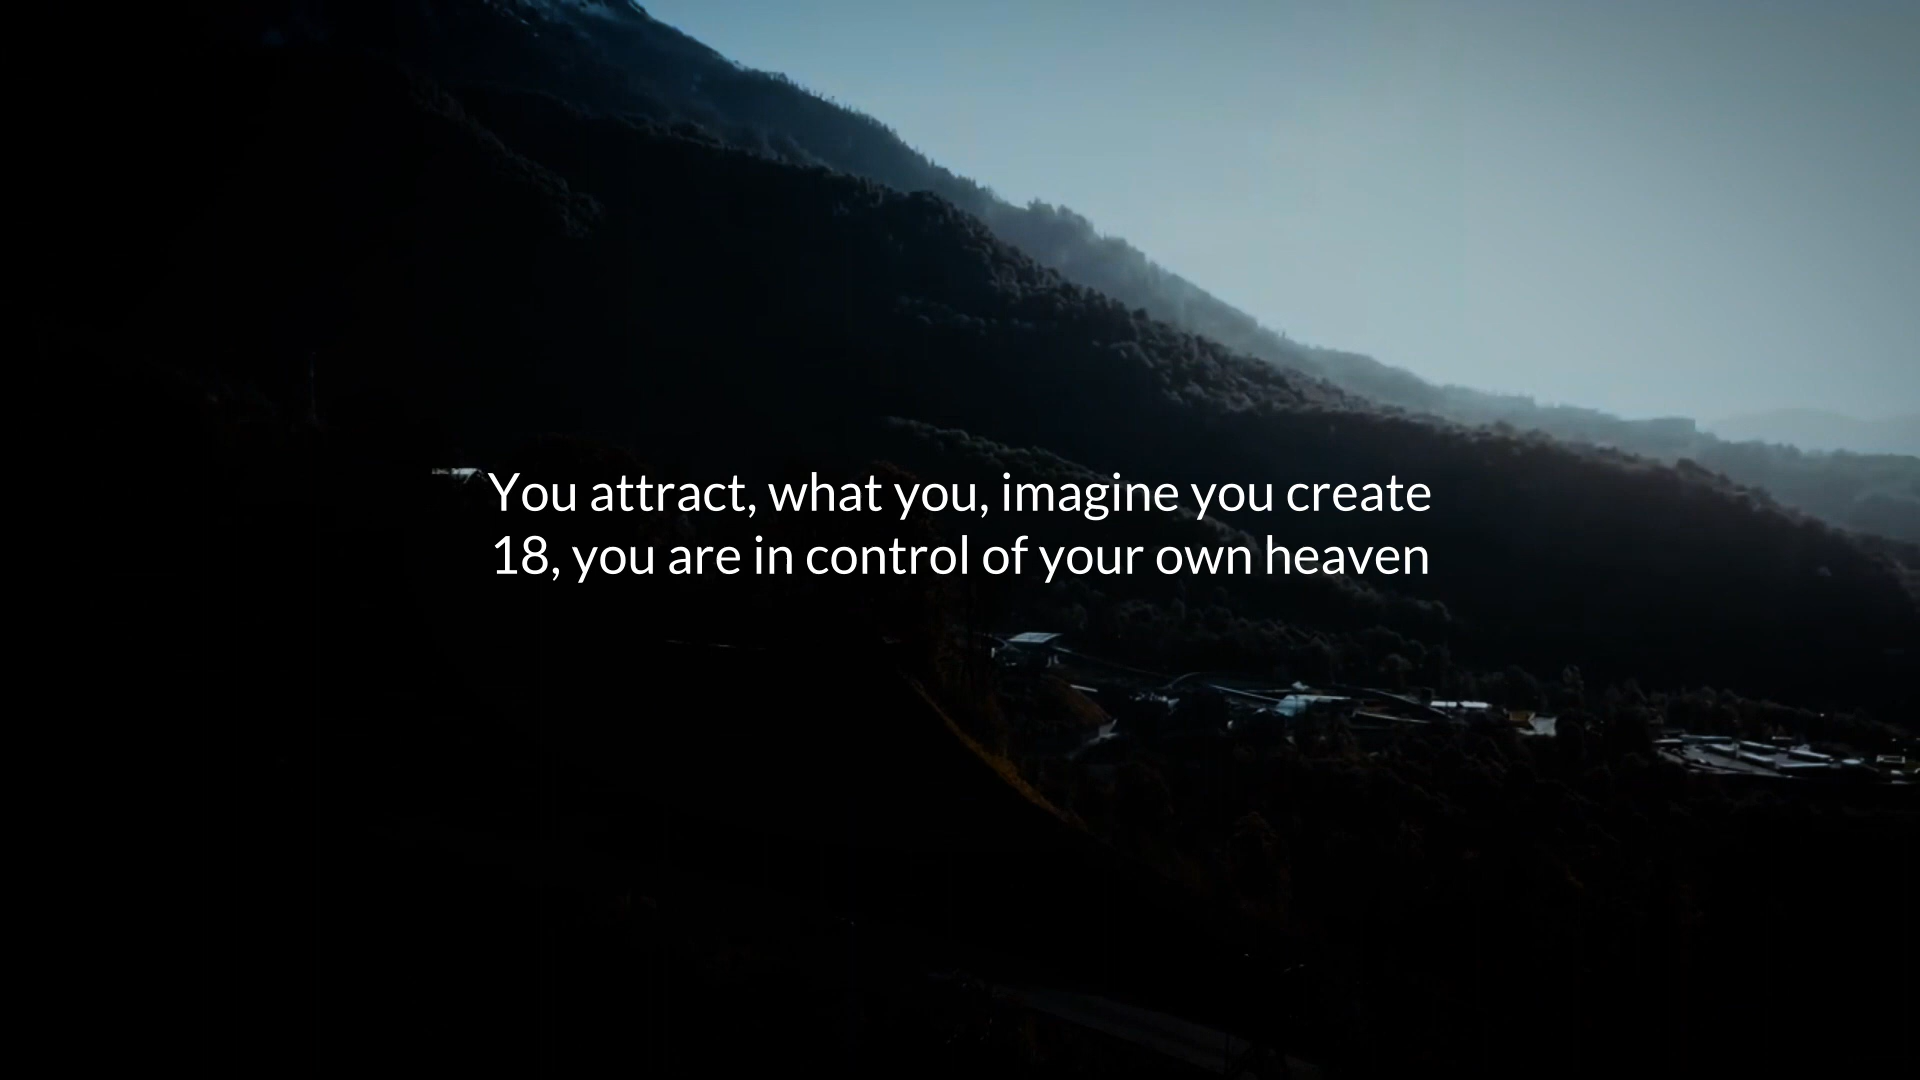 You attract, what you, imagine you create
18, you are in control of your own heaven